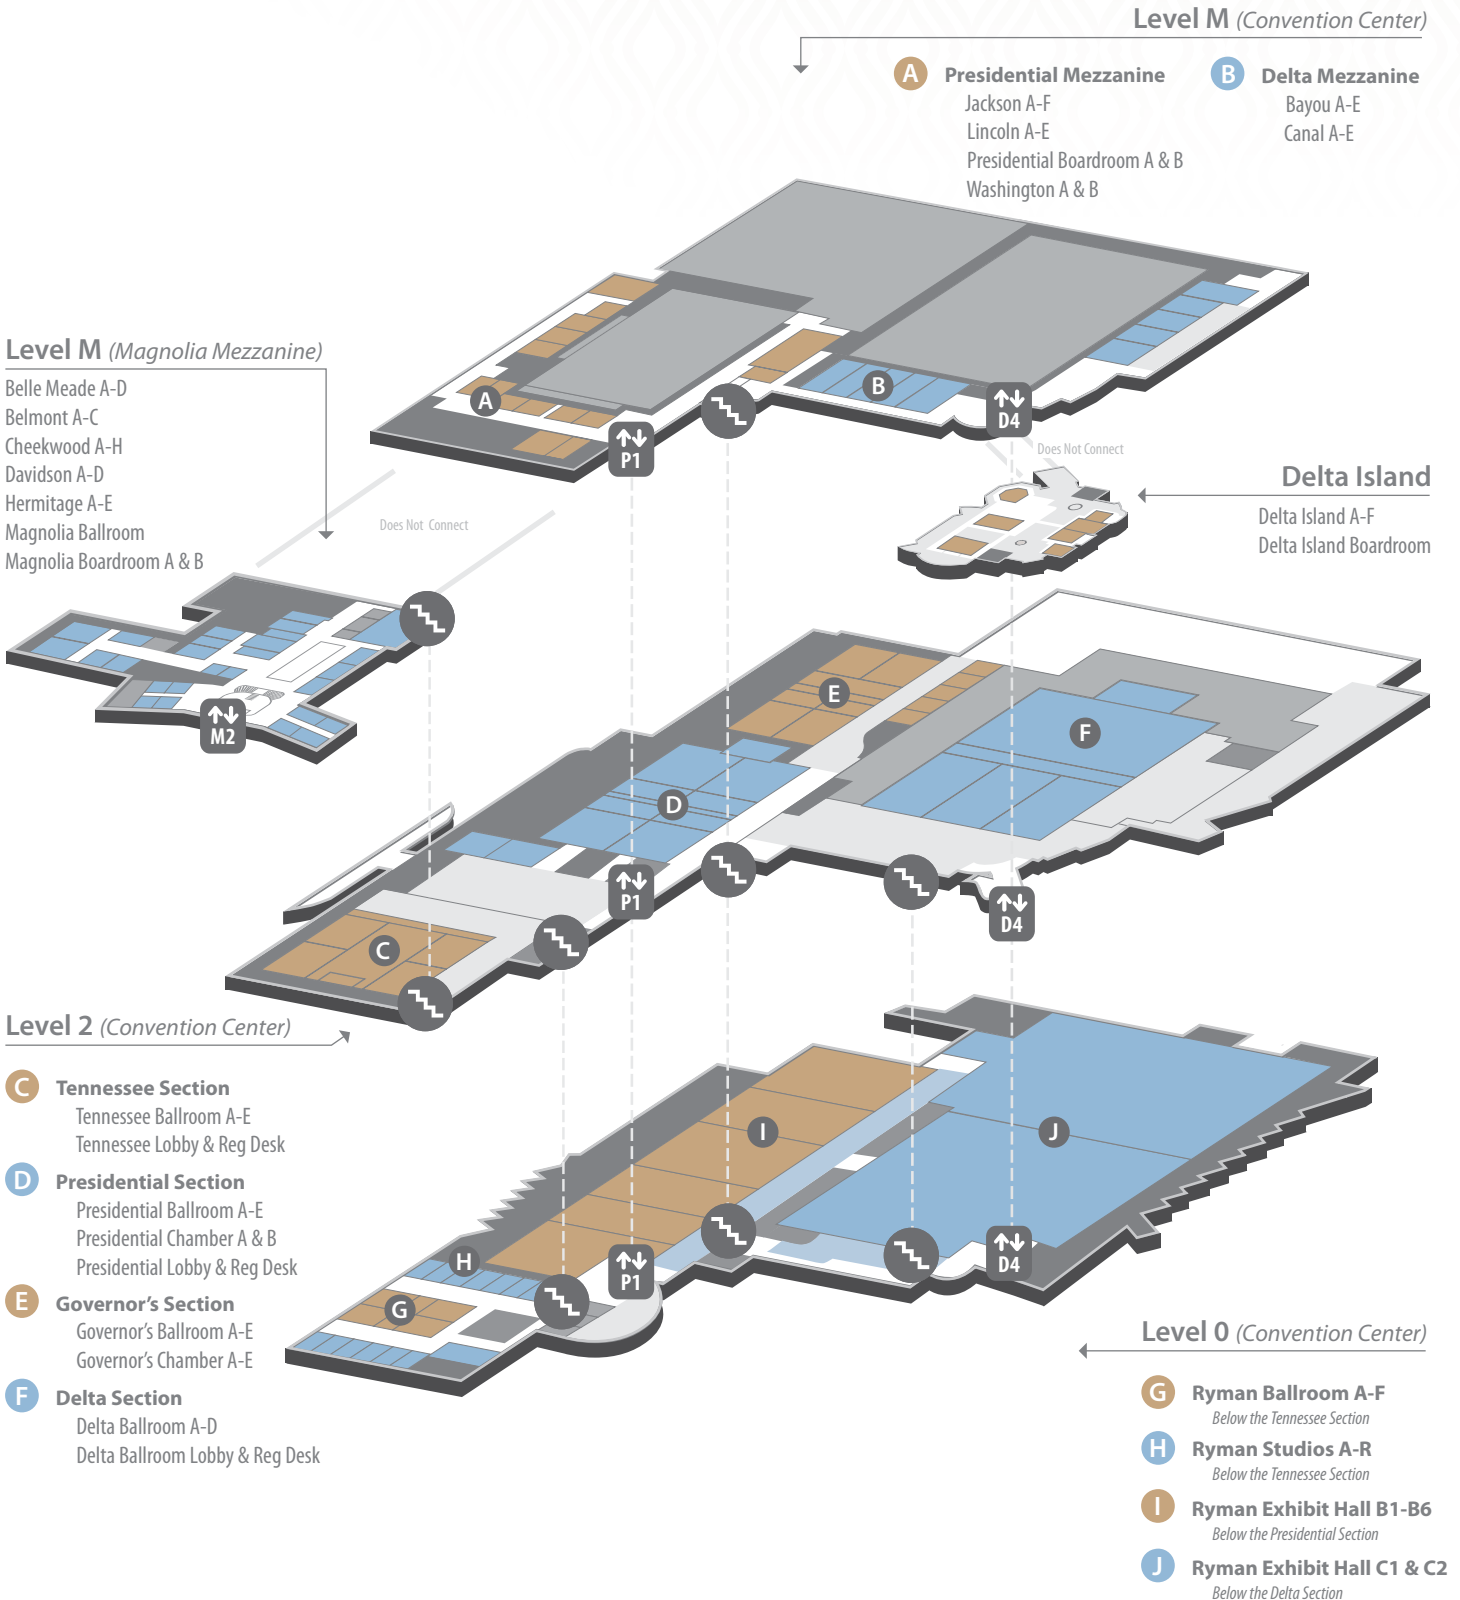 Level M (Convention Center)
A Presidential Mezzanine
Jackson A-F
Lincoln A-E
Presidential Boardroom A & B
Washington A & B
B Delta Mezzanine
Bayou A-E
Canal A-E
Level M (Magnolia Mezzanine)
Belle Meade A-D
Belmont A-C
Cheekwood A-H
Davidson A-D
Hermitage A-E
Magnolia Ballroom
Magnolia Boardroom A & B
A
B
P1
D4
Does Not Connect
Does Not Connect
Delta Island
Delta Island A-F
Delta Island Boardroom
M2
E
F
D
C
P1
D4
Level 2 (Convention Center)
C Tennessee Section
Tennessee Ballroom A-E
Tennessee Lobby & Reg Desk
D Presidential Section
Presidential Ballroom A-E
Presidential Chamber A & B
Presidential Lobby & Reg Desk
E Governor's Section
Governor's Ballroom A-E
Governor's Chamber A-E
F Delta Section
Delta Ballroom A-D
Delta Ballroom Lobby & Reg Desk
I
J
H
G
P1
D4
Level 0 (Convention Center)
G Ryman Ballroom A-F
Below the Tennessee Section
H Ryman Studios A-R
Below the Tennessee Section
I Ryman Exhibit Hall B1-B6
Below the Presidential Section
J Ryman Exhibit Hall C1 & C2
Below the Delta Section